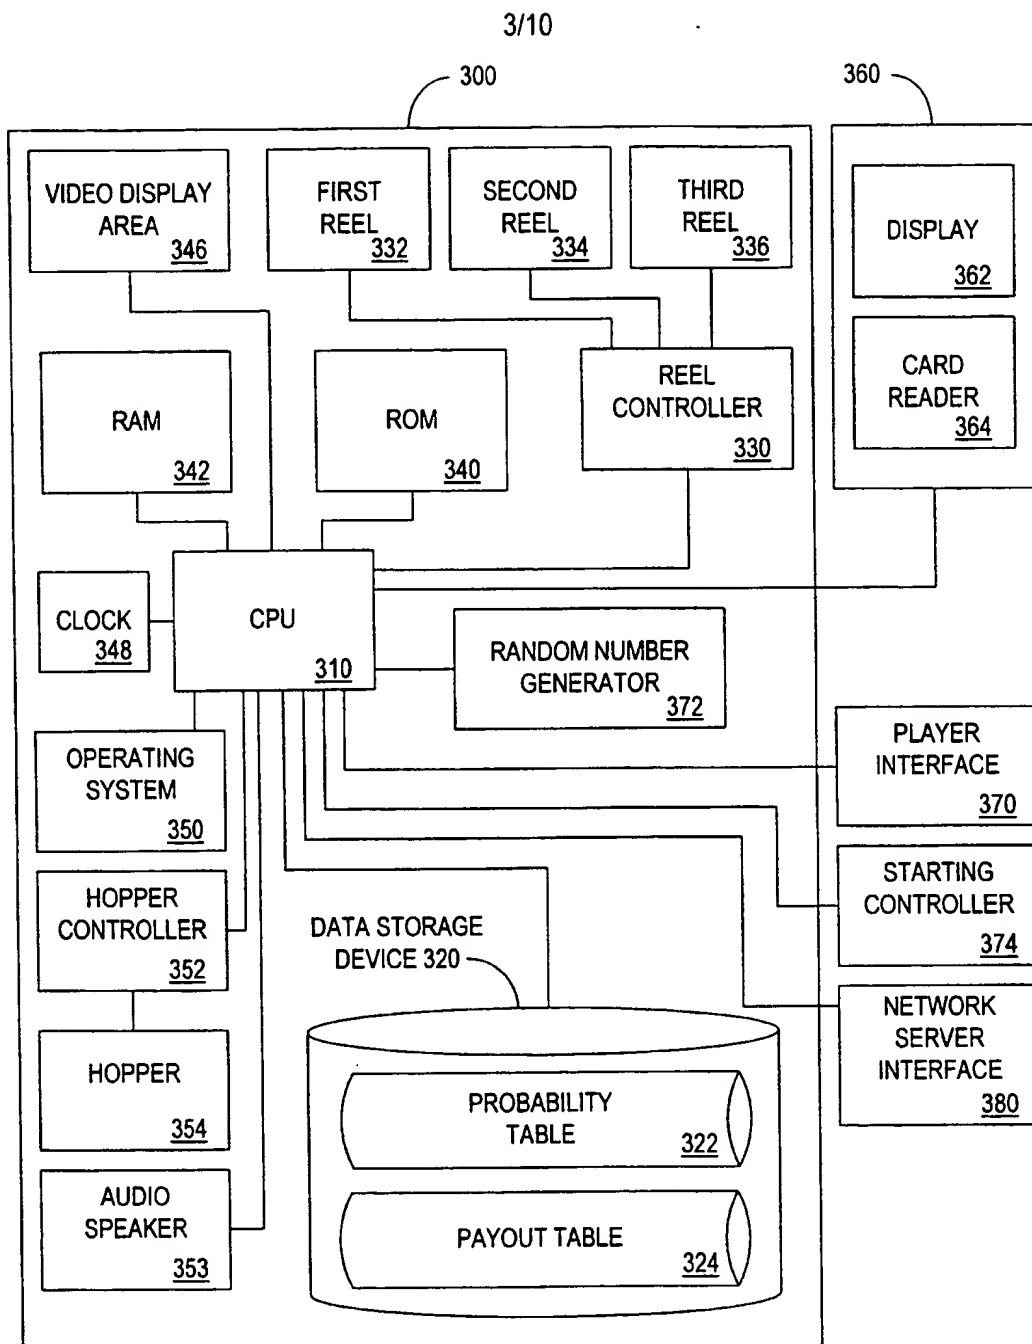 3/10
300
360
VIDEO DISPLAY
AREA
346
FIRST
REEL
332
SECOND
REEL
334
THIRD
REEL
336
DISPLAY
362
RAM
342
ROM
340
REEL
CONTROLLER
330
CARD
READER
364
CLOCK
348
CPU
310
RANDOM NUMBER
GENERATOR
372
OPERATING
SYSTEM
350
PLAYER
INTERFACE
370
HOPPER
CONTROLLER
352
STARTING
CONTROLLER
374
DATA STORAGE
DEVICE 320
NETWORK
SERVER
INTERFACE
380
HOPPER
354
PROBABILITY
TABLE
322
AUDIO
SPEAKER
353
PAYOUT TABLE
324